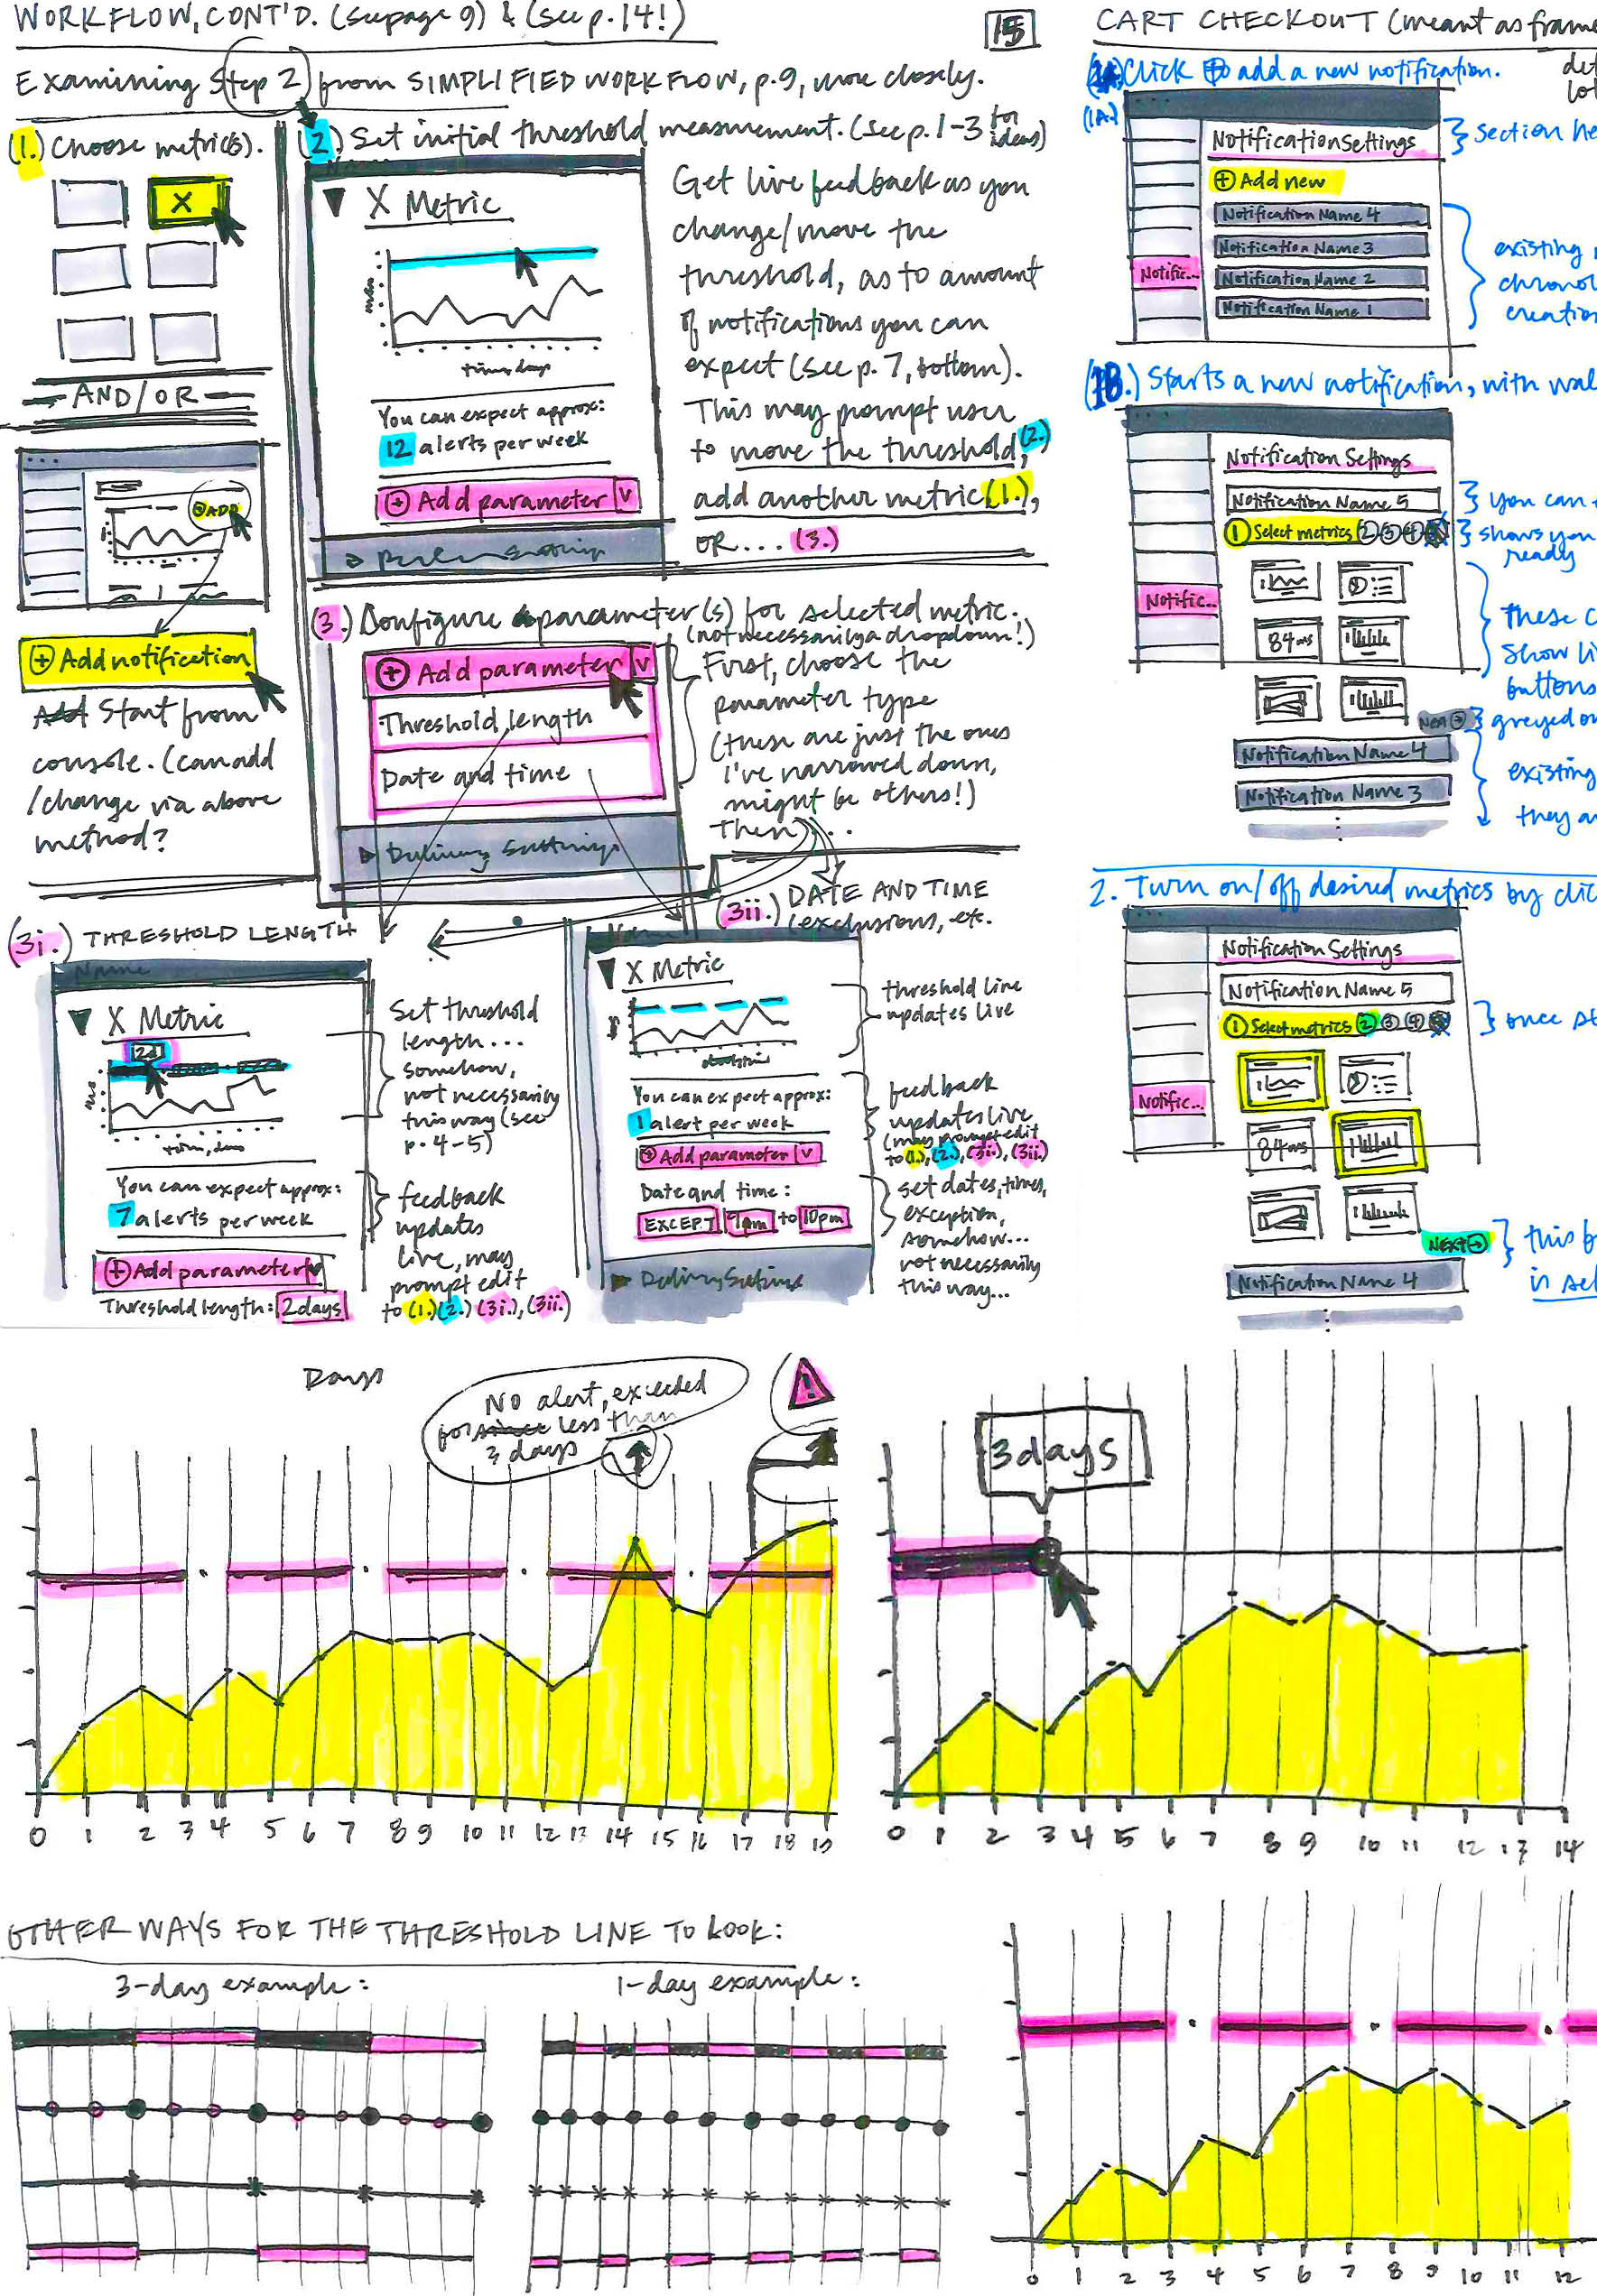 WORKFLOW, CONT'D. (see page 9) & (see p. 14!)
15
Examining Step 2 from SIMPLIFIED WORKFLOW, p.9, more closely.
(1.) Choose metric(s).
X
AND/OR
⊕ ADD
⊕ Add notification
Add Start from
console. (can add
/change via above
method?
(2.) Set initial threshold measurement. (see p. 1-3 for ideas)
▼ X Metric
time, days
You can expect approx:
12 alerts per week
⊕ Add parameter v
Get live feedback as you
change/move the
threshold, as to amount
of notifications you can
expect (see p. 7, bottom).
This may prompt user
to move the threshold, (2.)
add another metric (1.),
OR... (3.)
(3.) Configure parameter(s) for selected metric.
(not necessarily a dropdown!)
⊕ Add parameter v
Threshold length
Date and time
▶ Delivery Settings
First, choose the
parameter type
(these are just the ones
I've narrowed down,
might be others!)
Then...
(3i.) THRESHOLD LENGTH
Name
▼ X Metric
2d
time, days
You can expect approx:
7 alerts per week
⊕ Add parameter v
Threshold length: 2 days
Set threshold
length...
somehow,
not necessarily
this way (see
p. 4-5)
feedback
updates
live, may
prompt edit
to (1.) (2.) (3i.), (3ii.)
(3ii.) DATE AND TIME
(exclusions, etc.
▼ X Metric
You can expect approx:
1 alert per week
⊕ Add parameter v
Date and time:
EXCEPT 9am to 10pm
▶ Delivery Settings
threshold line
updates live
feedback
updates live
(may prompt edit
to (1.), (2.), (3i.), (3ii.)
set dates, times,
exception,
somehow...
not necessarily
this way...
CART CHECKOUT (meant as frame
(1A.) Click ⊕ to add a new notification.
Notification Settings
⊕ Add new
Notification Name 4
Notification Name 3
Notification Name 2
Notification Name 1
Notific...
section he
existing
chronol
creation
(1B.) Starts a new notification, with wal
Notification Settings
Notification Name 5
① Select metrics ② ③ ④
Notific...
84ms
NEXT →
Notification Name 4
Notification Name 3
you can
shows you
ready
these c
show li
buttons
greyed ou
existing
they ar
2. Turn on/off desired metrics by clic
Notification Settings
Notification Name 5
① Select metrics ② ③ ④
Notific...
84ms
NEXT →
Notification Name 4
once st
this b
is sel
Days
No alert, exceeded
for less than
3 days
!
0 1 2 3 4 5 6 7 8 9 10 11 12 13 14 15 16 17 18 19
3 days
0 1 2 3 4 5 6 7 8 9 10 11 12 13 14
OTHER WAYS FOR THE THRESHOLD LINE TO LOOK:
3-day example:
1-day example:
0 1 2 3 4 5 6 7 8 9 10 11 12